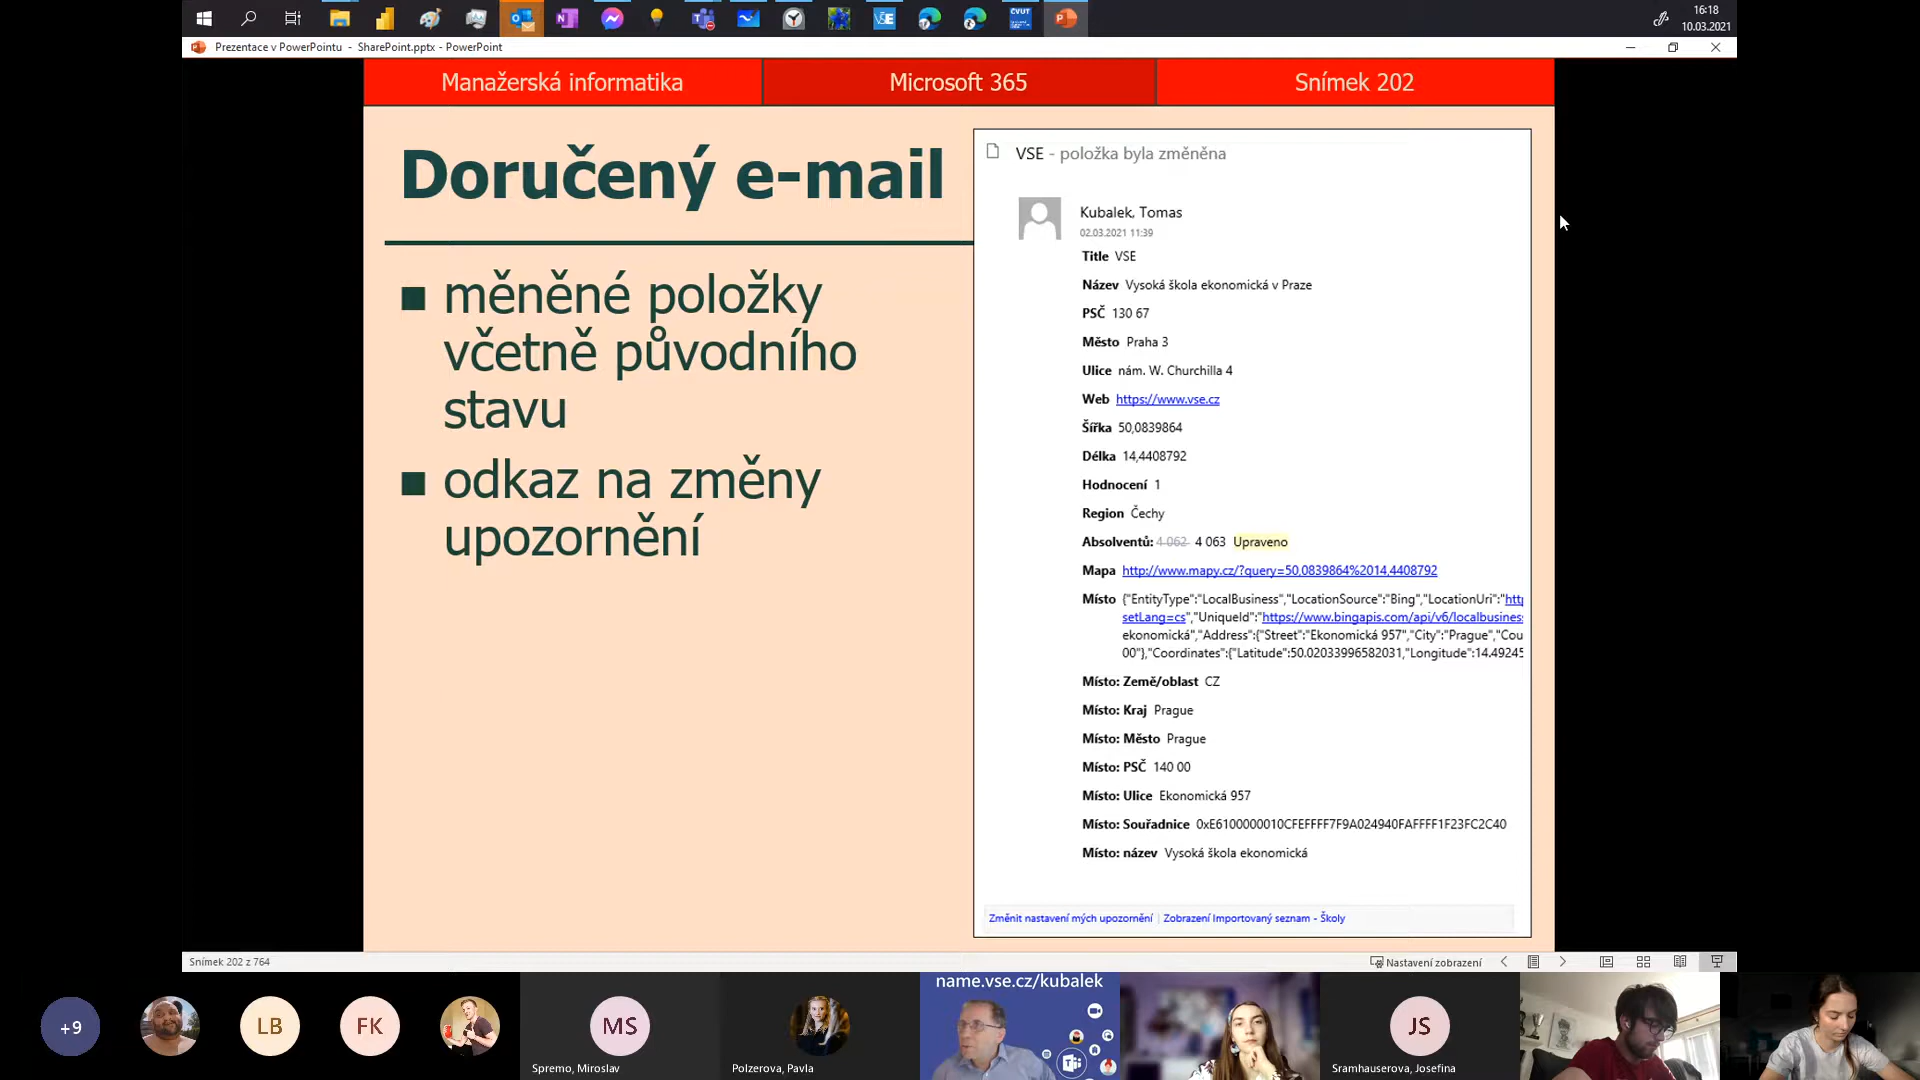 16:18
10.03.2021
Prezentace v PowerPointu - SharePoint.pptx - PowerPoint
Manažerská informatika
Microsoft 365
Snímek 202
Doručený e-mail
měněné položky
včetně původního
stavu
odkaz na změny
upozornění
VSE - položka byla změněna
Kubalek, Tomas
02.03.2021 11:39
Title VSE
Název Vysoká škola ekonomická v Praze
PSČ 130 67
Město Praha 3
Ulice nám. W. Churchilla 4
Web https://www.vse.cz
Šířka 50,0839864
Délka 14,4408792
Hodnocení 1
Region Čechy
Absolventů: 4 062 4 063 Upraveno
Mapa http://www.mapy.cz/?query=50,0839864%2014,4408792
Místo {"EntityType":"LocalBusiness","LocationSource":"Bing","LocationUri":"http
setLang=cs","UniqueId":"https://www.bingapis.com/api/v6/localbusiness
ekonomická","Address":{"Street":"Ekonomická 957","City":"Prague","Cou
00"},"Coordinates":{"Latitude":50.02033996582031,"Longitude":14.49245
Místo: Země/oblast CZ
Místo: Kraj Prague
Místo: Město Prague
Místo: PSČ 140 00
Místo: Ulice Ekonomická 957
Místo: Souřadnice 0xE6100000010CFEFFFF7F9A024940FAFFFF1F23FC2C40
Místo: název Vysoká škola ekonomická
Změnit nastavení mých upozornění | Zobrazení Importovaný seznam - Školy
Snímek 202 z 764
Nastavení zobrazení
+9
LB
FK
MS
Spremo, Miroslav
Polzerova, Pavla
name.vse.cz/kubalek
JS
Sramhauserova, Josefina